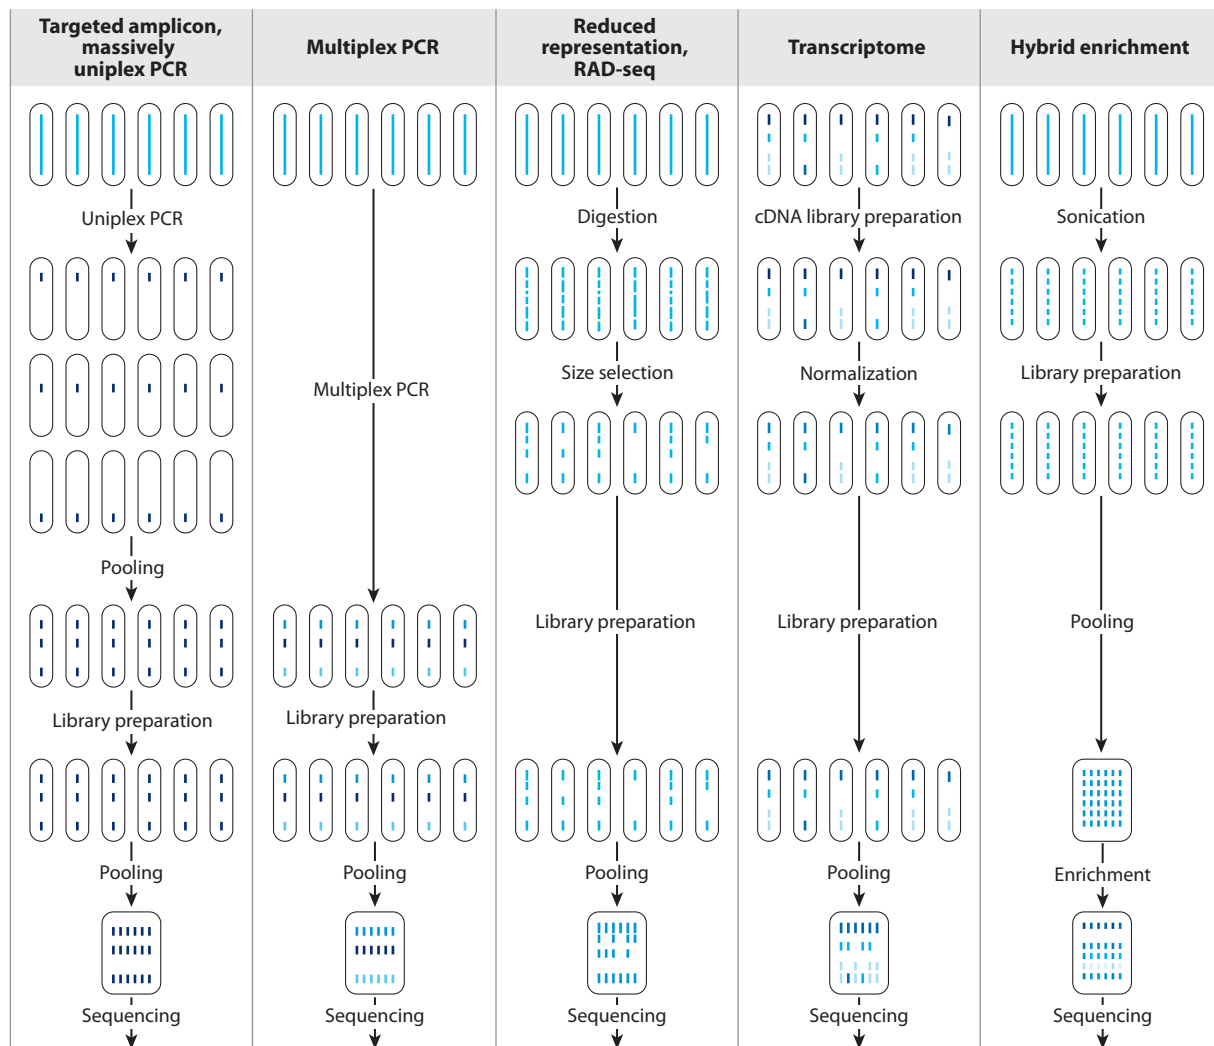 Targeted amplicon,
massively
uniplex PCR
Uniplex PCR
Pooling
Library preparation
Pooling
Sequencing
Multiplex PCR
Multiplex PCR
Library preparation
Pooling
Sequencing
Reduced
representation,
RAD-seq
Digestion
Size selection
Library preparation
Pooling
Sequencing
Transcriptome
cDNA library preparation
Normalization
Library preparation
Pooling
Sequencing
Hybrid enrichment
Sonication
Library preparation
Pooling
Enrichment
Sequencing